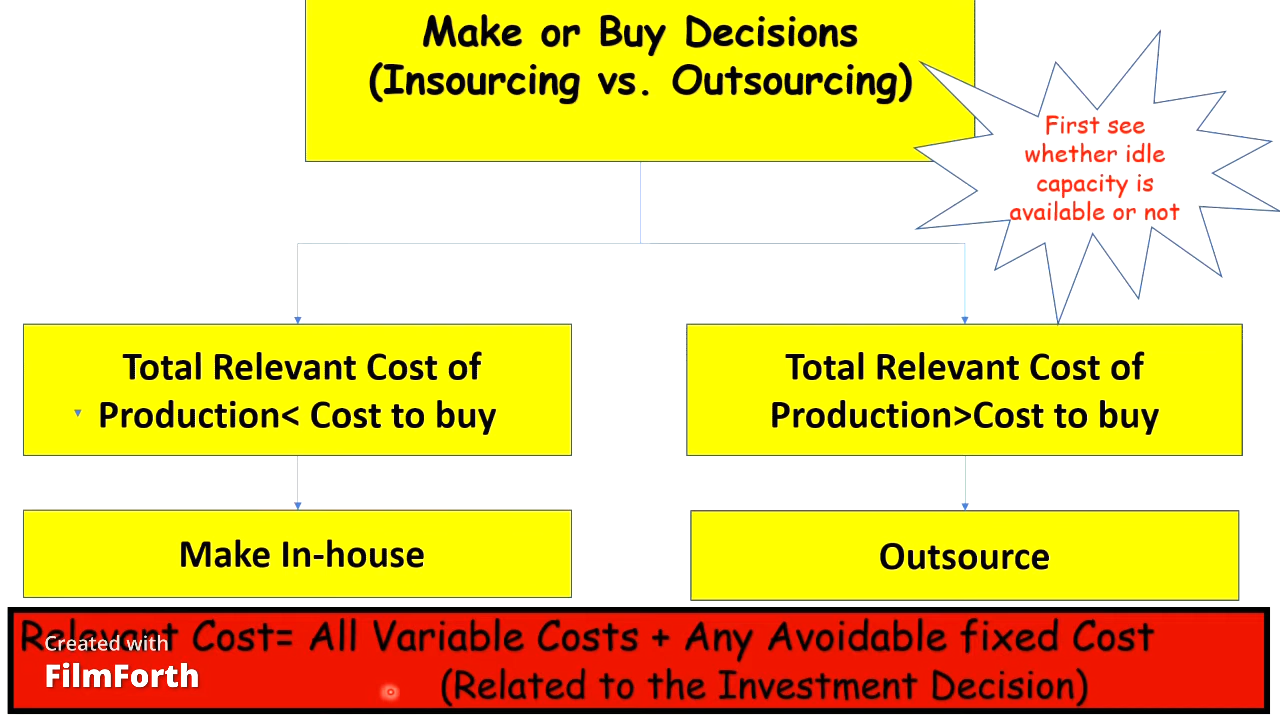 Make or Buy Decisions
(Insourcing vs. Outsourcing)
First see
whether idle
capacity is
available or not
Total Relevant Cost of
Production< Cost to buy
Total Relevant Cost of
Production>Cost to buy
Make In-house
Outsource
Relevant Cost= All Variable Costs + Any Avoidable fixed Cost
(Related to the Investment Decision)
Created with
FilmForth